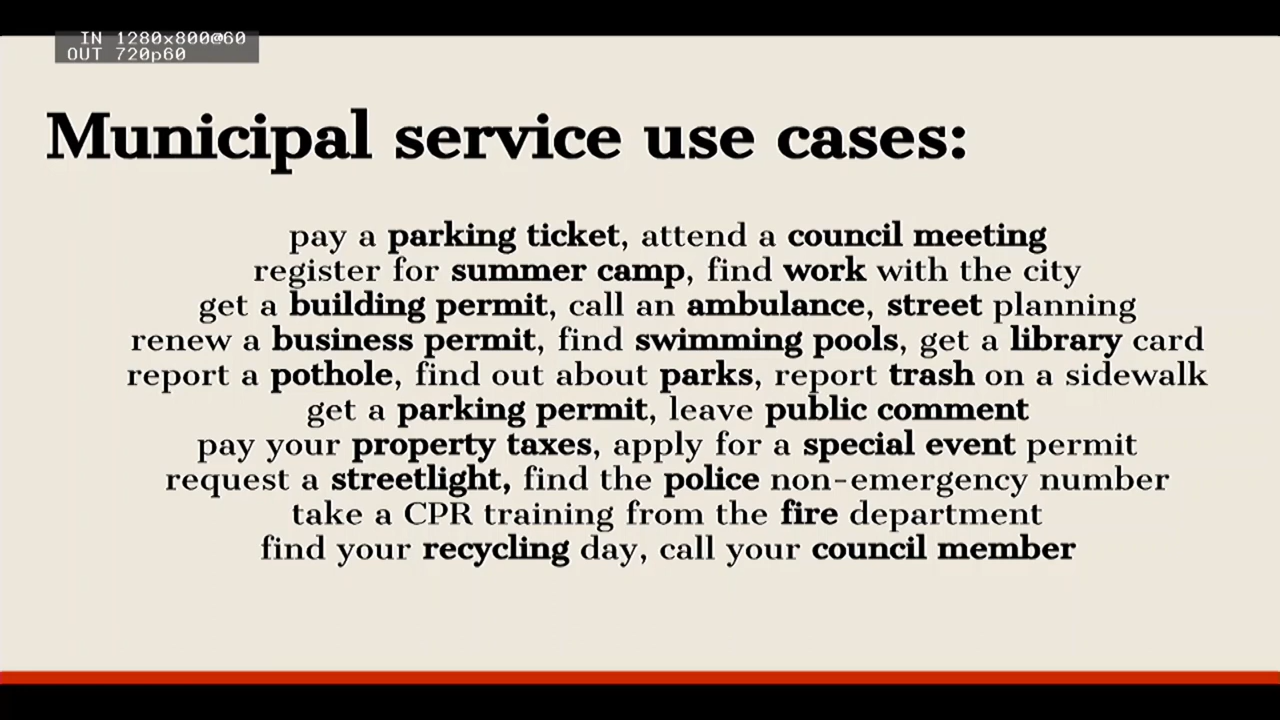 IN 1280x800@60
OUT 720p60
Municipal service use cases:
pay a parking ticket, attend a council meeting
register for summer camp, find work with the city
get a building permit, call an ambulance, street planning
renew a business permit, find swimming pools, get a library card
report a pothole, find out about parks, report trash on a sidewalk
get a parking permit, leave public comment
pay your property taxes, apply for a special event permit
request a streetlight, find the police non-emergency number
take a CPR training from the fire department
find your recycling day, call your council member